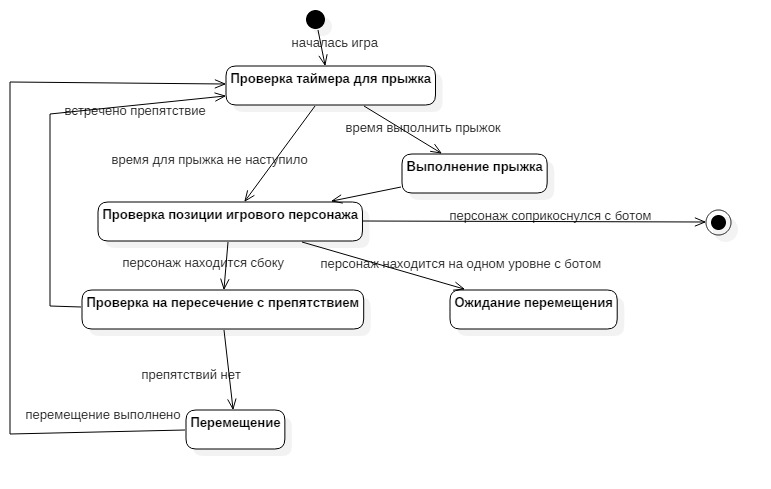 началась игра
Проверка таймера для прыжка
встречено препятствие
время выполнить прыжок
время для прыжка не наступило
Выполнение прыжка
Проверка позиции игрового персонажа
персонаж соприкоснулся с ботом
персонаж находится сбоку
персонаж находится на одном уровне с ботом
Проверка на пересечение с препятствием
Ожидание перемещения
препятствий нет
перемещение выполнено
Перемещение